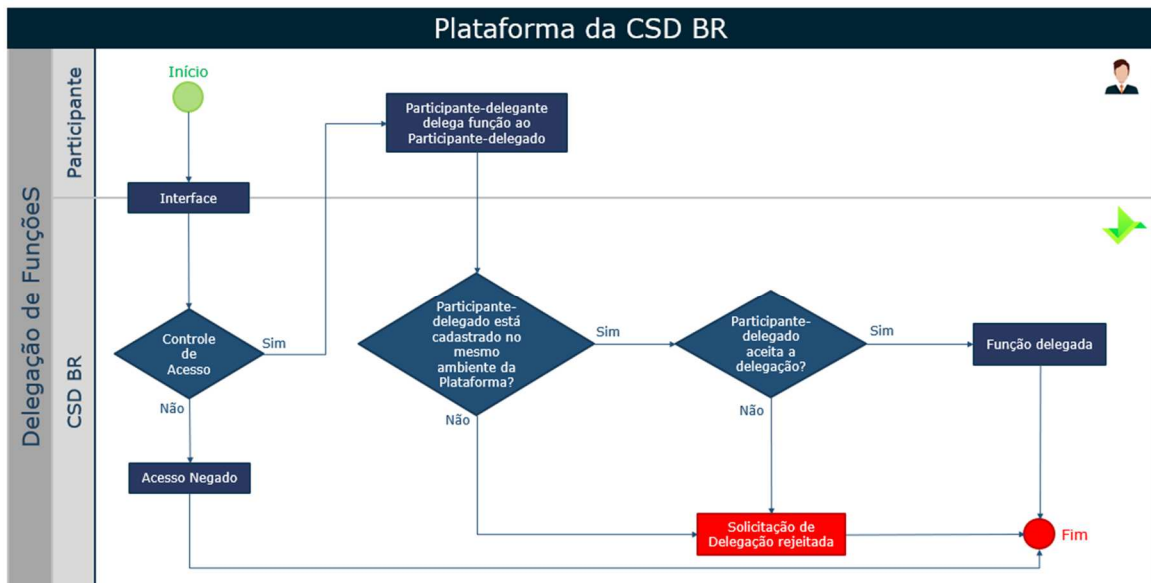 Plataforma da CSD BR
Delegação de FunçõeS
Participante
CSD BR
Início
Interface
Participante-delegante
delega função ao
Participante-delegado
Controle
de
Acesso
Sim
Não
Acesso Negado
Participante-
delegado está
cadastrado no
mesmo
ambiente da
Plataforma?
Sim
Não
Participante-
delegado
aceita a
delegação?
Sim
Não
Função delegada
Solicitação de
Delegação rejeitada
Fim